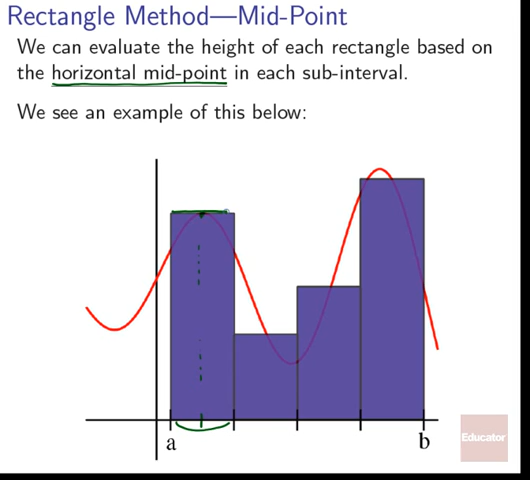 Rectangle Method—Mid-Point
We can evaluate the height of each rectangle based on
the horizontal mid-point in each sub-interval.
We see an example of this below:
a
b
Educator